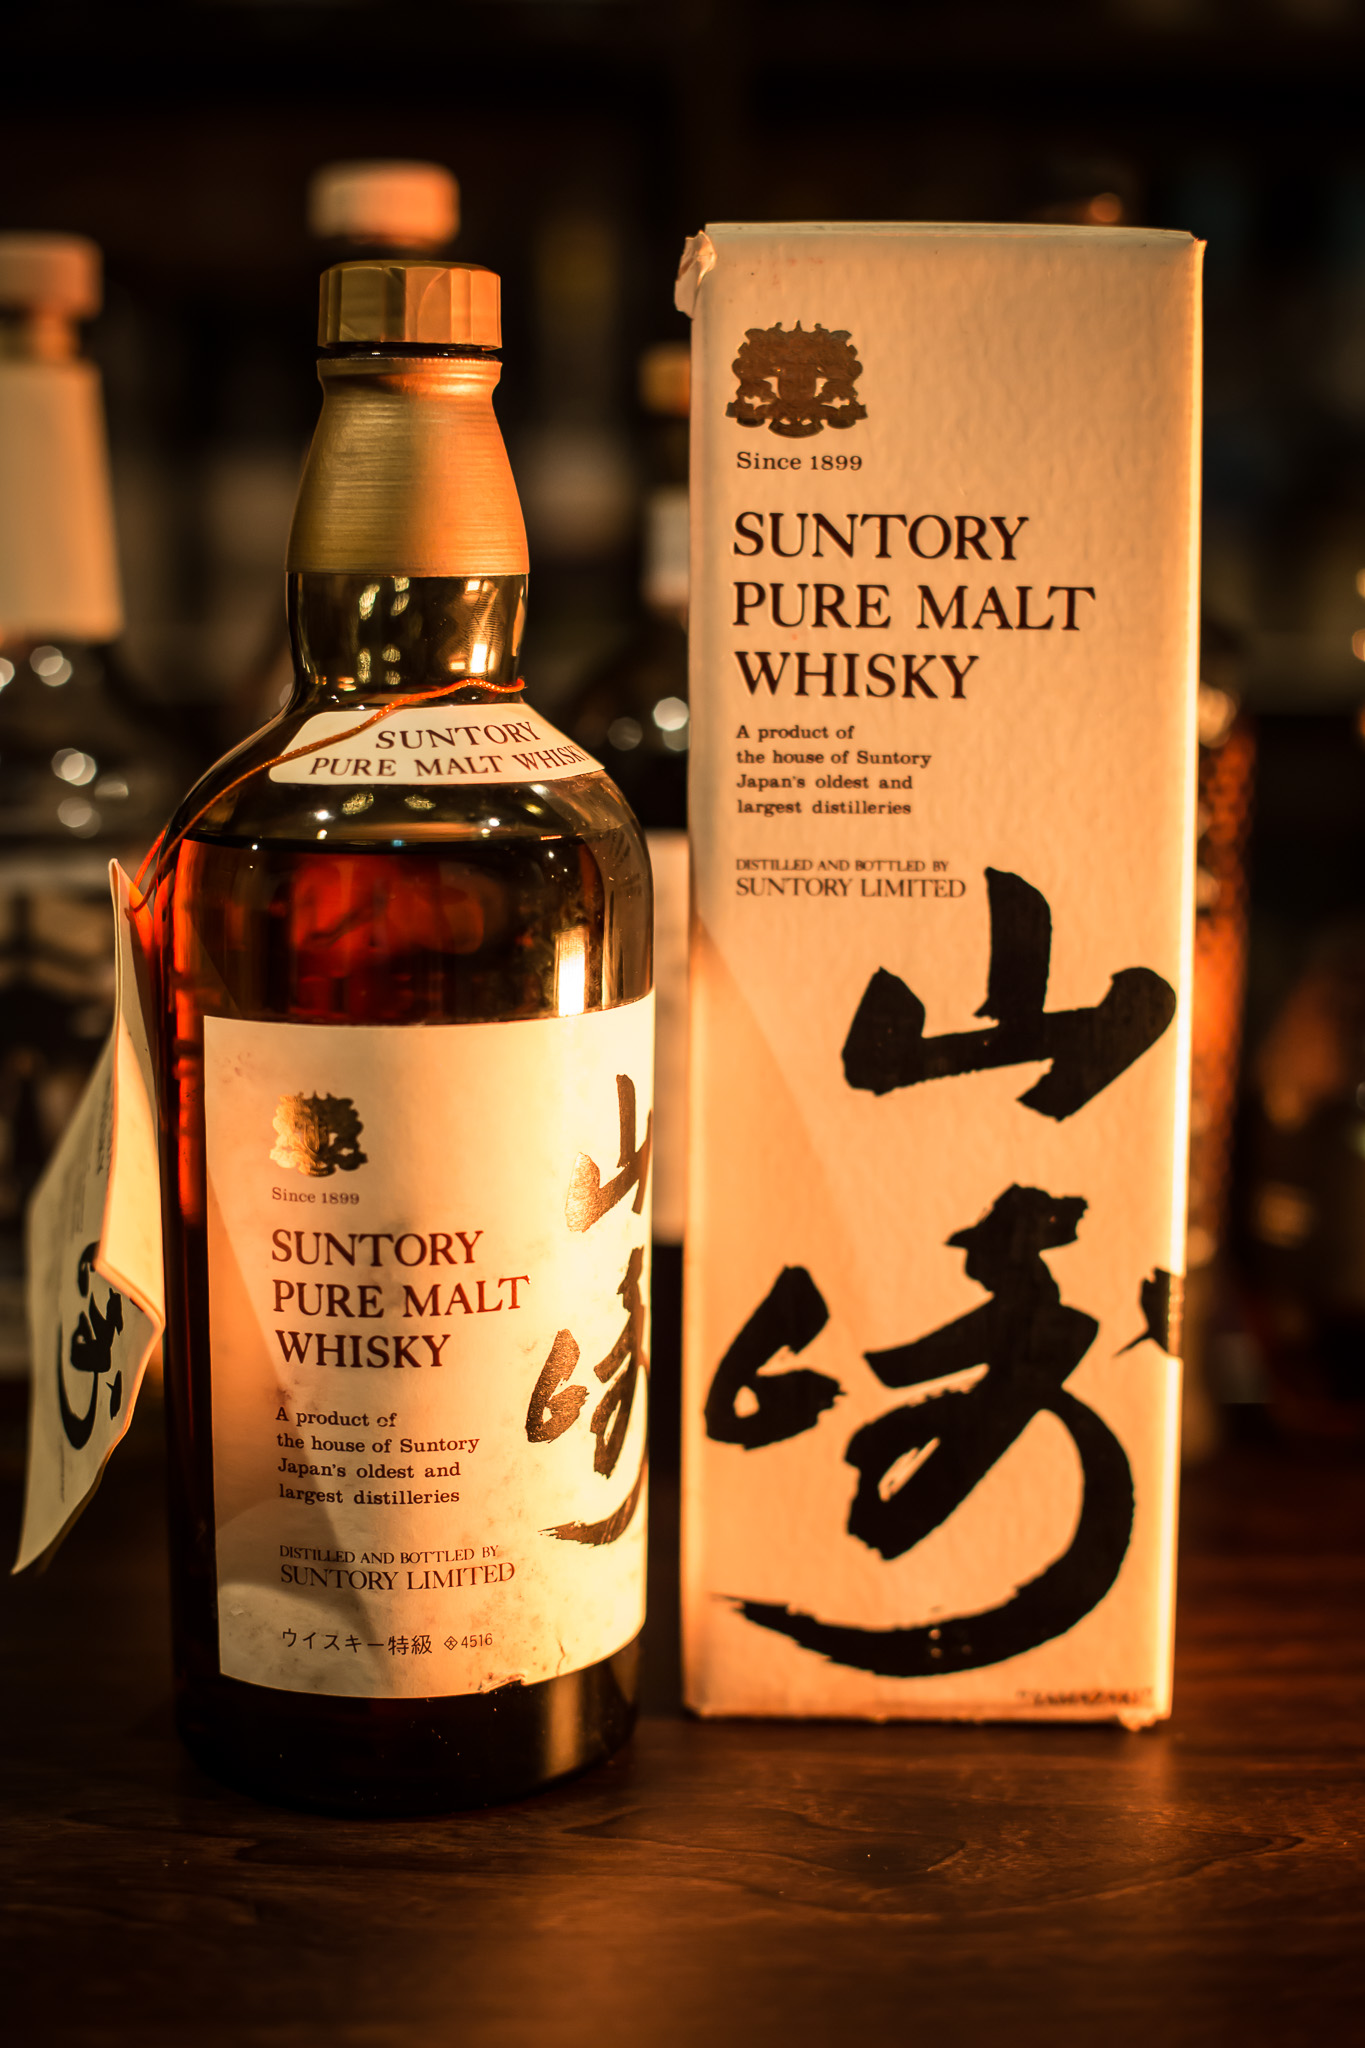 SUNTORY
PURE MALT WHISKY
Since 1899
SUNTORY
PURE MALT
WHISKY
A product of
the house of Suntory
Japan's oldest and
largest distilleries
DISTILLED AND BOTTLED BY
SUNTORY LIMITED
ウイスキー特級 4516
山
崎
Since 1899
SUNTORY
PURE MALT
WHISKY
A product of
the house of Suntory
Japan's oldest and
largest distilleries
DISTILLED AND BOTTLED BY
SUNTORY LIMITED
山
崎
"YAMAZAKI"